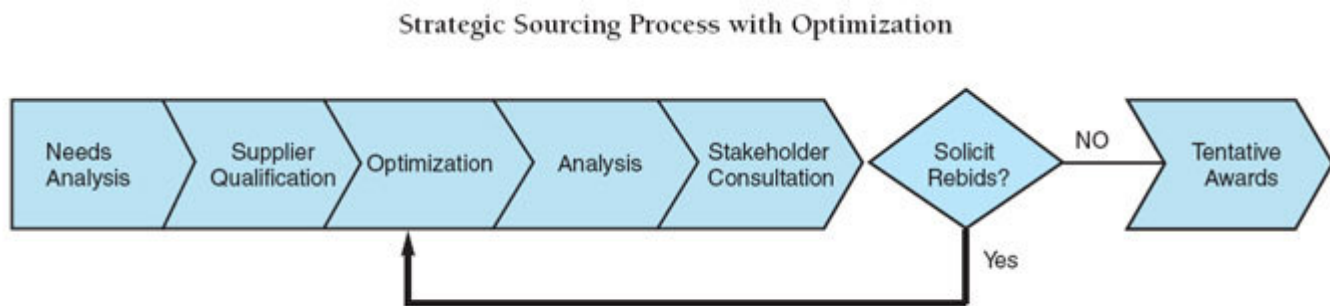 Strategic Sourcing Process with Optimization
Needs
Analysis
Supplier
Qualification
Optimization
Analysis
Stakeholder
Consultation
Solicit
Rebids?
NO
Tentative
Awards
Yes